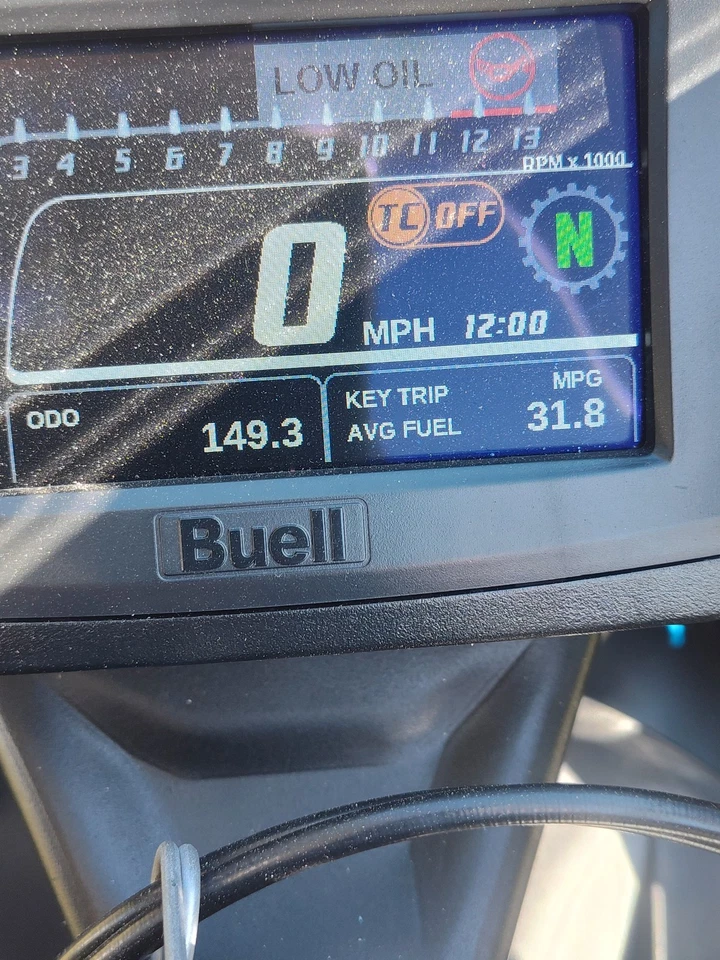 LOW OIL
3 4 5 6 7 8 9 10 11 12 13
RPM x 1000
TC OFF
N
0 MPH 12:00
ODO 149.3
KEY TRIP MPG
AVG FUEL 31.8
Buell